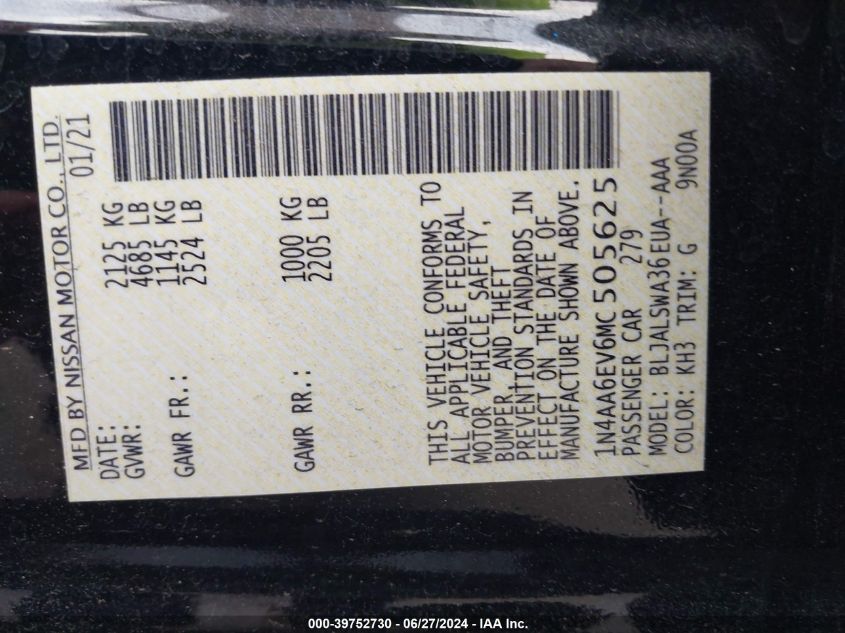 MFD BY NISSAN MOTOR CO., LTD.
DATE: 01/21
GVWR: 2125 KG
4685 LB
GAWR FR.: 1145 KG
2524 LB
GAWR RR.: 1000 KG
2205 LB
THIS VEHICLE CONFORMS TO
ALL APPLICABLE FEDERAL
MOTOR VEHICLE SAFETY,
BUMPER, AND THEFT
PREVENTION STANDARDS IN
EFFECT ON THE DATE OF
MANUFACTURE SHOWN ABOVE.
1N4AA6EV6MC505625
PASSENGER CAR 279
MODEL: BLJALSWA36EUA--AAA
COLOR: KH3 TRIM: G 9N00A
000-39752730 - 06/27/2024 - IAA Inc.